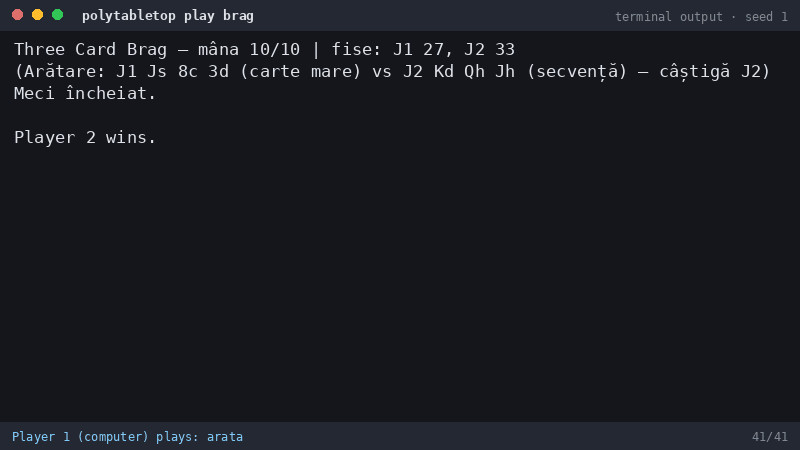 polytabletop play brag
terminal output · seed 1
Three Card Brag — mâna 10/10 | fise: J1 27, J2 33
(Arătare: J1 Js 8c 3d (carte mare) vs J2 Kd Qh Jh (secvență) — câștigă J2)
Meci încheiat.
Player 2 wins.
Player 1 (computer) plays: arata
41/41